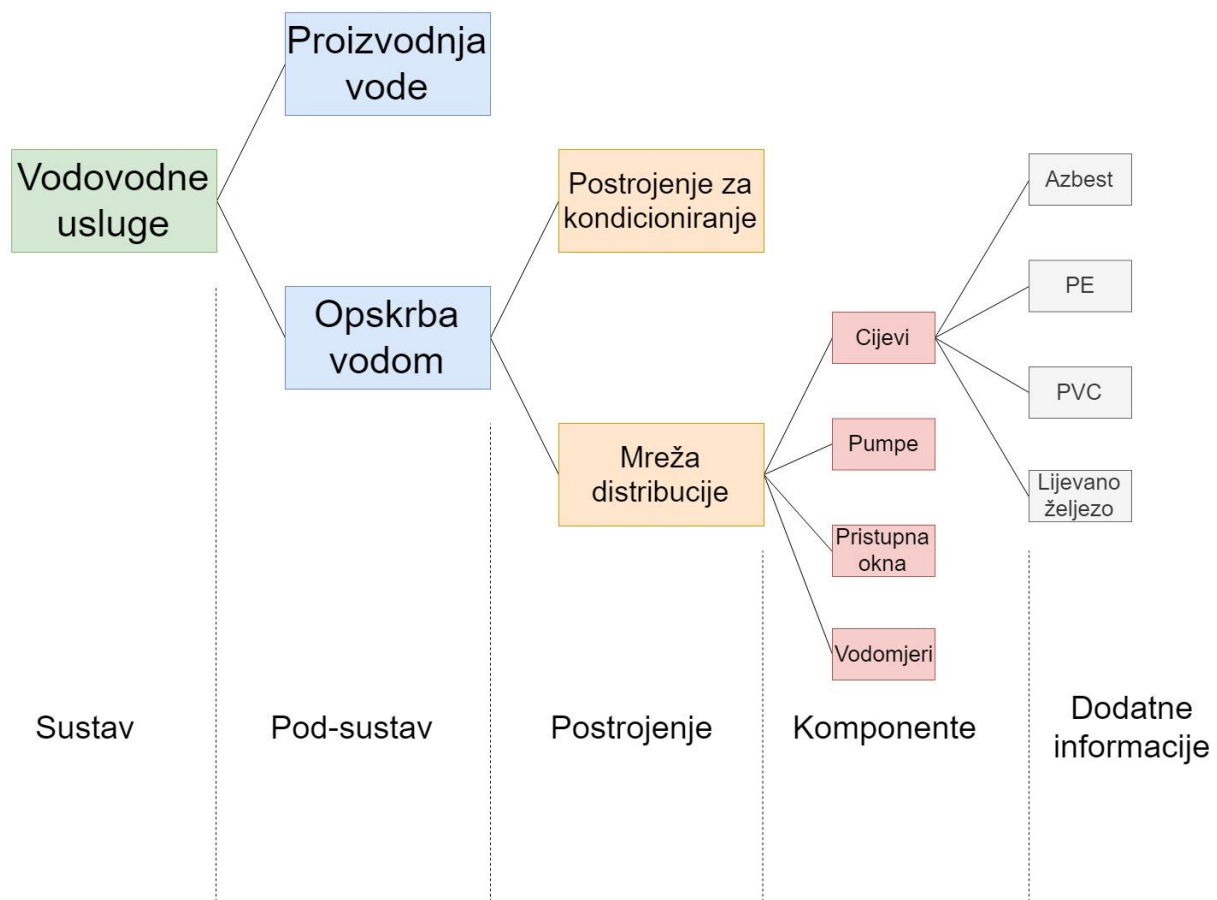 Proizvodnja
vode
Vodovodne
usluge
Opskrba
vodom
Postrojenje za
kondicioniranje
Mreža
distribucije
Cijevi
Pumpe
Pristupna
okna
Vodomjeri
Azbest
PE
PVC
Lijevano
željezo
Sustav
Pod-sustav
Postrojenje
Komponente
Dodatne
informacije